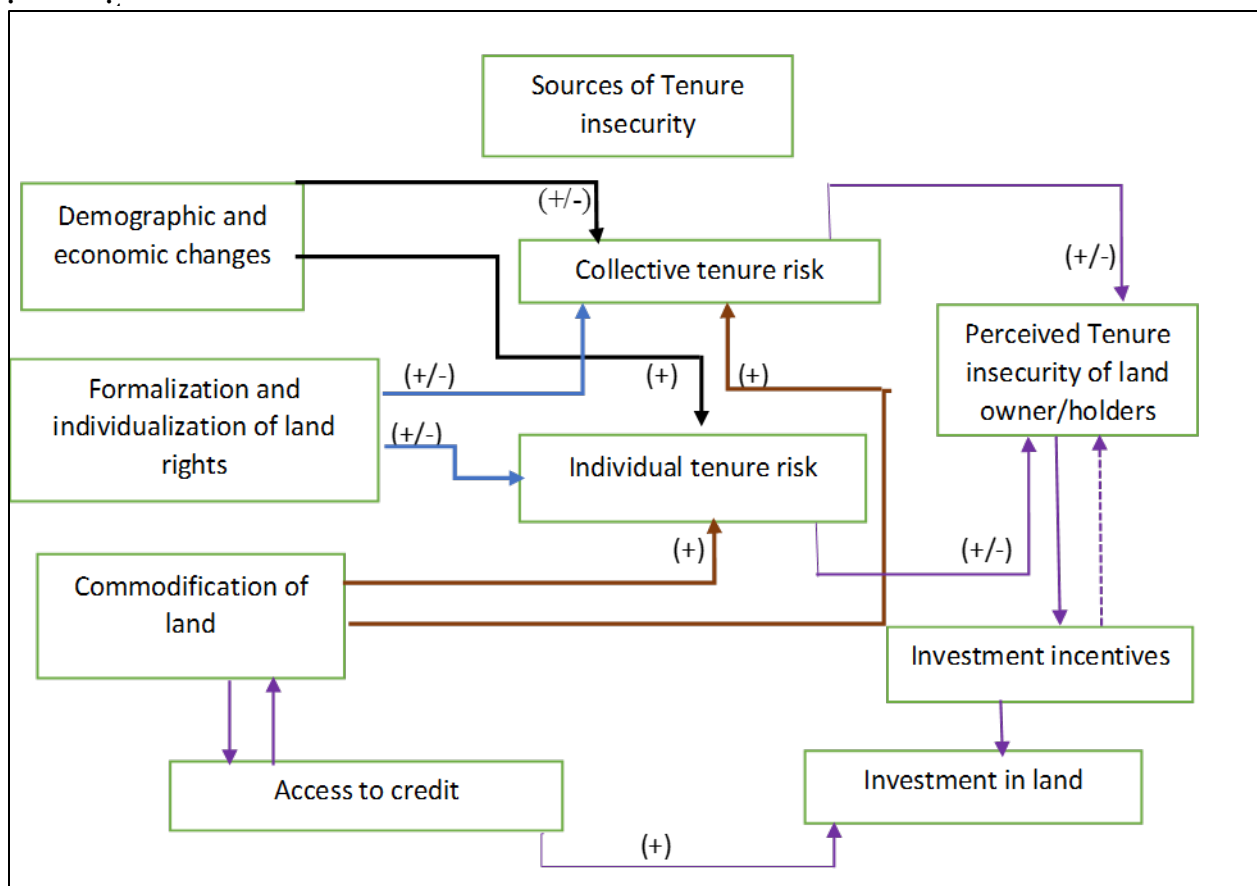 Sources of Tenure
insecurity
Demographic and
economic changes
(+/-)
Collective tenure risk
(+/-)
Perceived Tenure
insecurity of land
owner/holders
Formalization and
individualization of land
rights
(+/-)
(+)
(+)
(+/-)
Individual tenure risk
(+)
(+/-)
Commodification of
land
Investment incentives
Access to credit
Investment in land
(+)